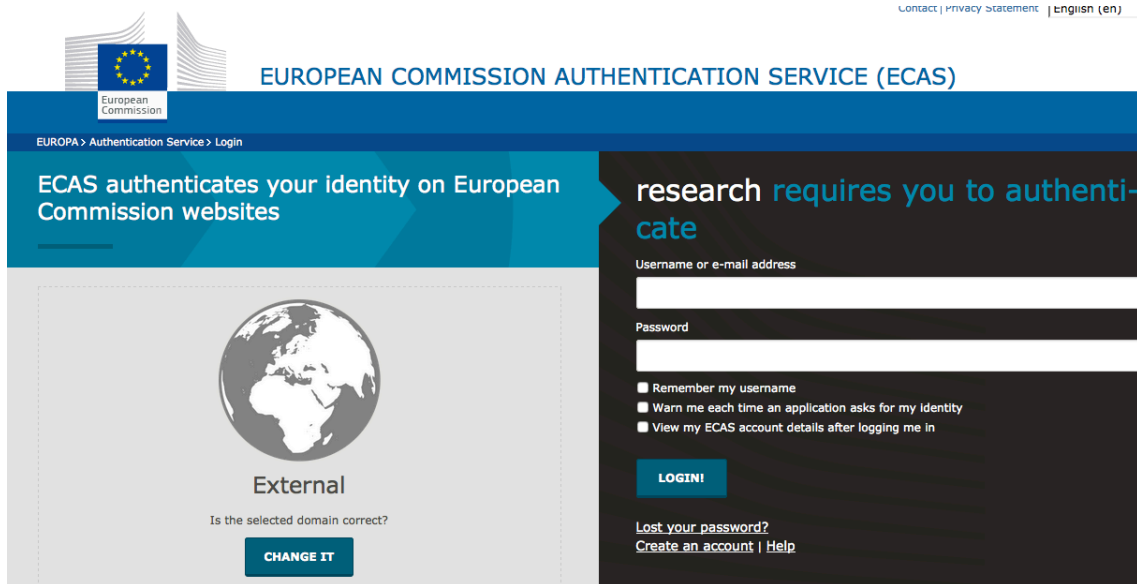 Contact | Privacy Statement | English (en)
European
Commission
EUROPEAN COMMISSION AUTHENTICATION SERVICE (ECAS)
EUROPA > Authentication Service > Login
ECAS authenticates your identity on European
Commission websites
External
Is the selected domain correct?
CHANGE IT
research requires you to authenti-
cate
Username or e-mail address
Password
Remember my username
Warn me each time an application asks for my identity
View my ECAS account details after logging me in
LOGIN!
Lost your password?
Create an account | Help